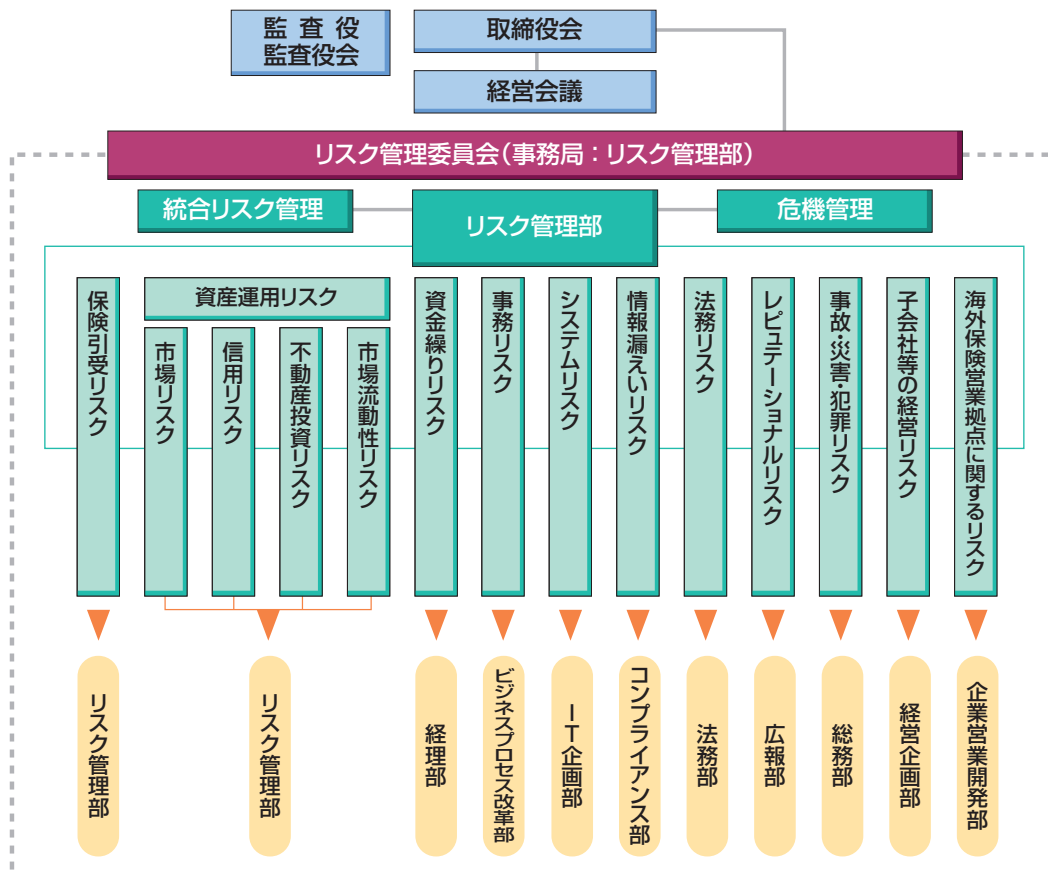 監査役
監査役会
取締役会
経営会議
リスク管理委員会(事務局：リスク管理部)
統合リスク管理
リスク管理部
危機管理
保険引受リスク
資産運用リスク
市場リスク
信用リスク
不動産投資リスク
市場流動性リスク
資金繰りリスク
事務リスク
システムリスク
情報漏えいリスク
法務リスク
レピュテーショナルリスク
事故・災害・犯罪リスク
子会社等の経営リスク
海外保険営業拠点に関するリスク
リスク管理部
リスク管理部
経理部
ビジネスプロセス改革部
IT企画部
コンプライアンス部
法務部
広報部
総務部
経営企画部
企業営業開発部